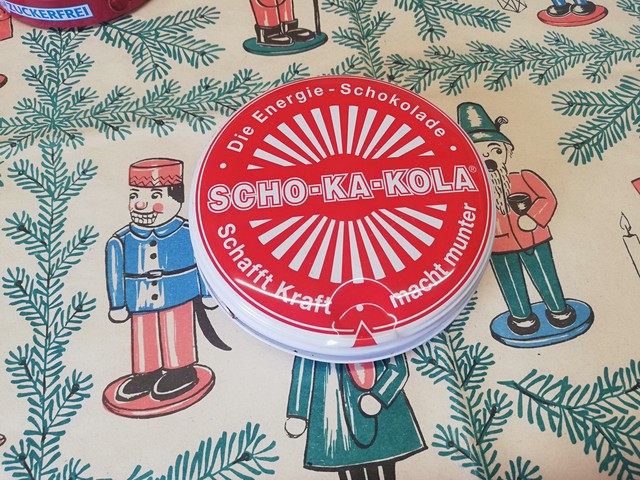 ZUCKERFREI
Die Energie - Schokolade
SCHO-KA-KOLA®
Schafft Kraft macht munter